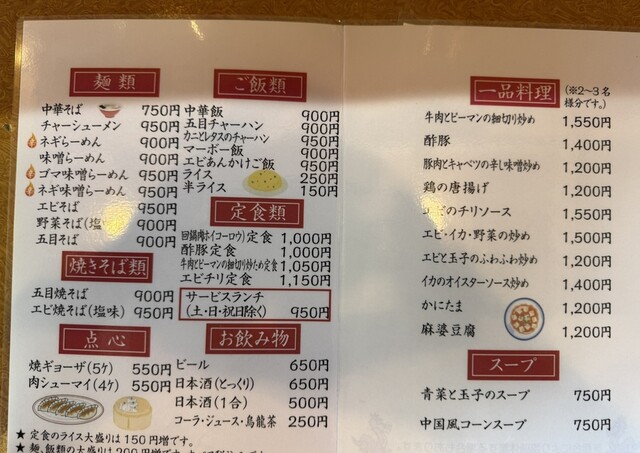 麺類
中華そば 750円
チャーシューメン 950円
ネギらーめん 900円
味噌らーめん 900円
ゴマ味噌らーめん 950円
ネギ味噌らーめん 950円
エビそば 950円
野菜そば(塩 900円
五目そば 900円
焼きそば類
五目焼そば 900円
エビ焼そば(塩味) 950円
点心
焼ギョーザ(5ケ) 550円
肉シューマイ(4ケ) 550円
ご飯類
中華飯 900円
五目チャーハン 900円
カニとレタスのチャーハン 900円
マーボー飯 900円
エビあんかけご飯 950円
ライス 250円
半ライス 150円
定食類
回鍋肉(ホイコーロウ)定食 1,000円
酢豚定食 1,000円
牛肉とピーマンの細切り炒め定食 1,050円
エビチリ定食 1,150円
サービスランチ
(土・日・祝日除く) 950円
お飲み物
ビール 650円
日本酒(とっくり) 650円
日本酒(1合) 500円
コーラ・ジュース・烏龍茶 250円
★ 定食のライス大盛りは150円増です。
★ 麺、飯類の大盛りは200円増です。
一品料理 (※2〜3名
様分です。)
牛肉とピーマンの細切り炒め 1,550円
酢豚 1,400円
豚肉とキャベツの辛し味噌炒め 1,200円
鶏の唐揚げ 1,200円
エビのチリソース 1,550円
エビ・イカ・野菜の炒め 1,500円
エビと玉子のふわふわ炒め 1,200円
イカのオイスターソース炒め 1,400円
かにたま 1,200円
麻婆豆腐 1,200円
スープ
青菜と玉子のスープ 750円
中国風コーンスープ 750円